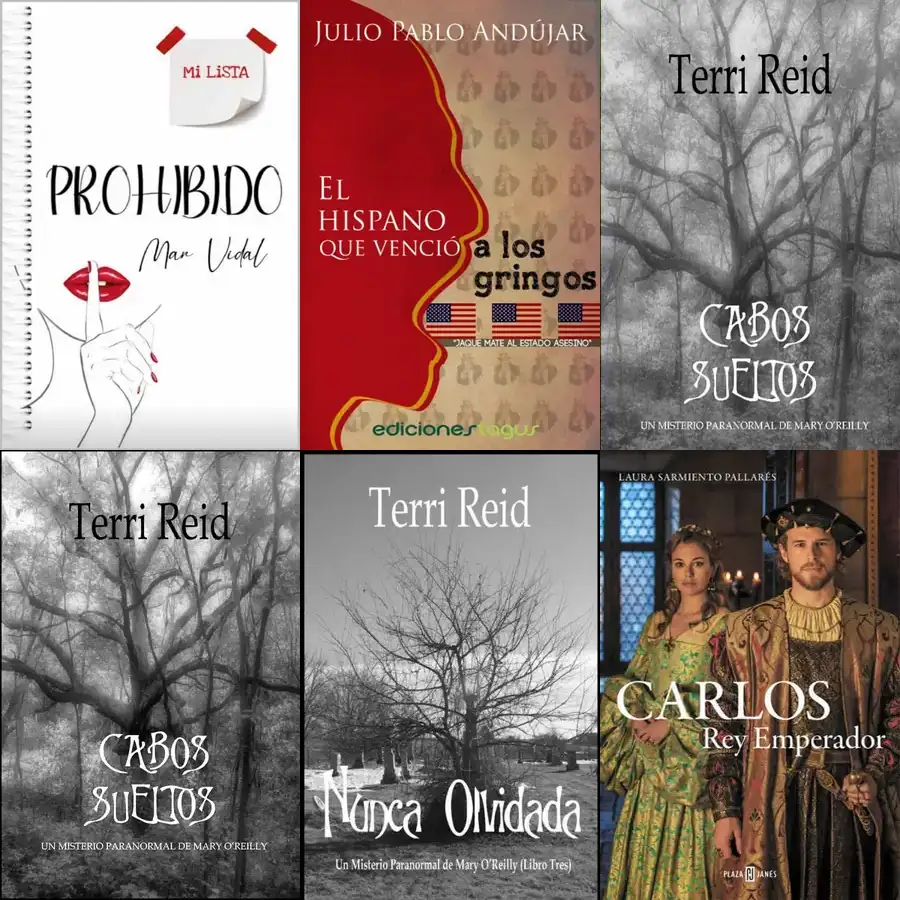 Mi LiSTA
PROHIBIDO
Mar Vidal
JULIO PABLO ANDÚJAR
EL
HISPANO
QUE VENCIÓ
a los
gringos
"JAQUE MATE AL ESTADO ASESINO"
edicionestagus
Terri Reid
CABOS
SUELTOS
UN MISTERIO PARANORMAL DE MARY O'REILLY
Terri Reid
CABOS
SUELTOS
UN MISTERIO PARANORMAL DE MARY O'REILLY
Terri Reid
Nunca Olvidada
Un Misterio Paranormal de Mary O'Reilly (Libro Tres)
LAURA SARMIENTO PALLARÉS
CARLOS
Rey Emperador
PLAZA JANÉS